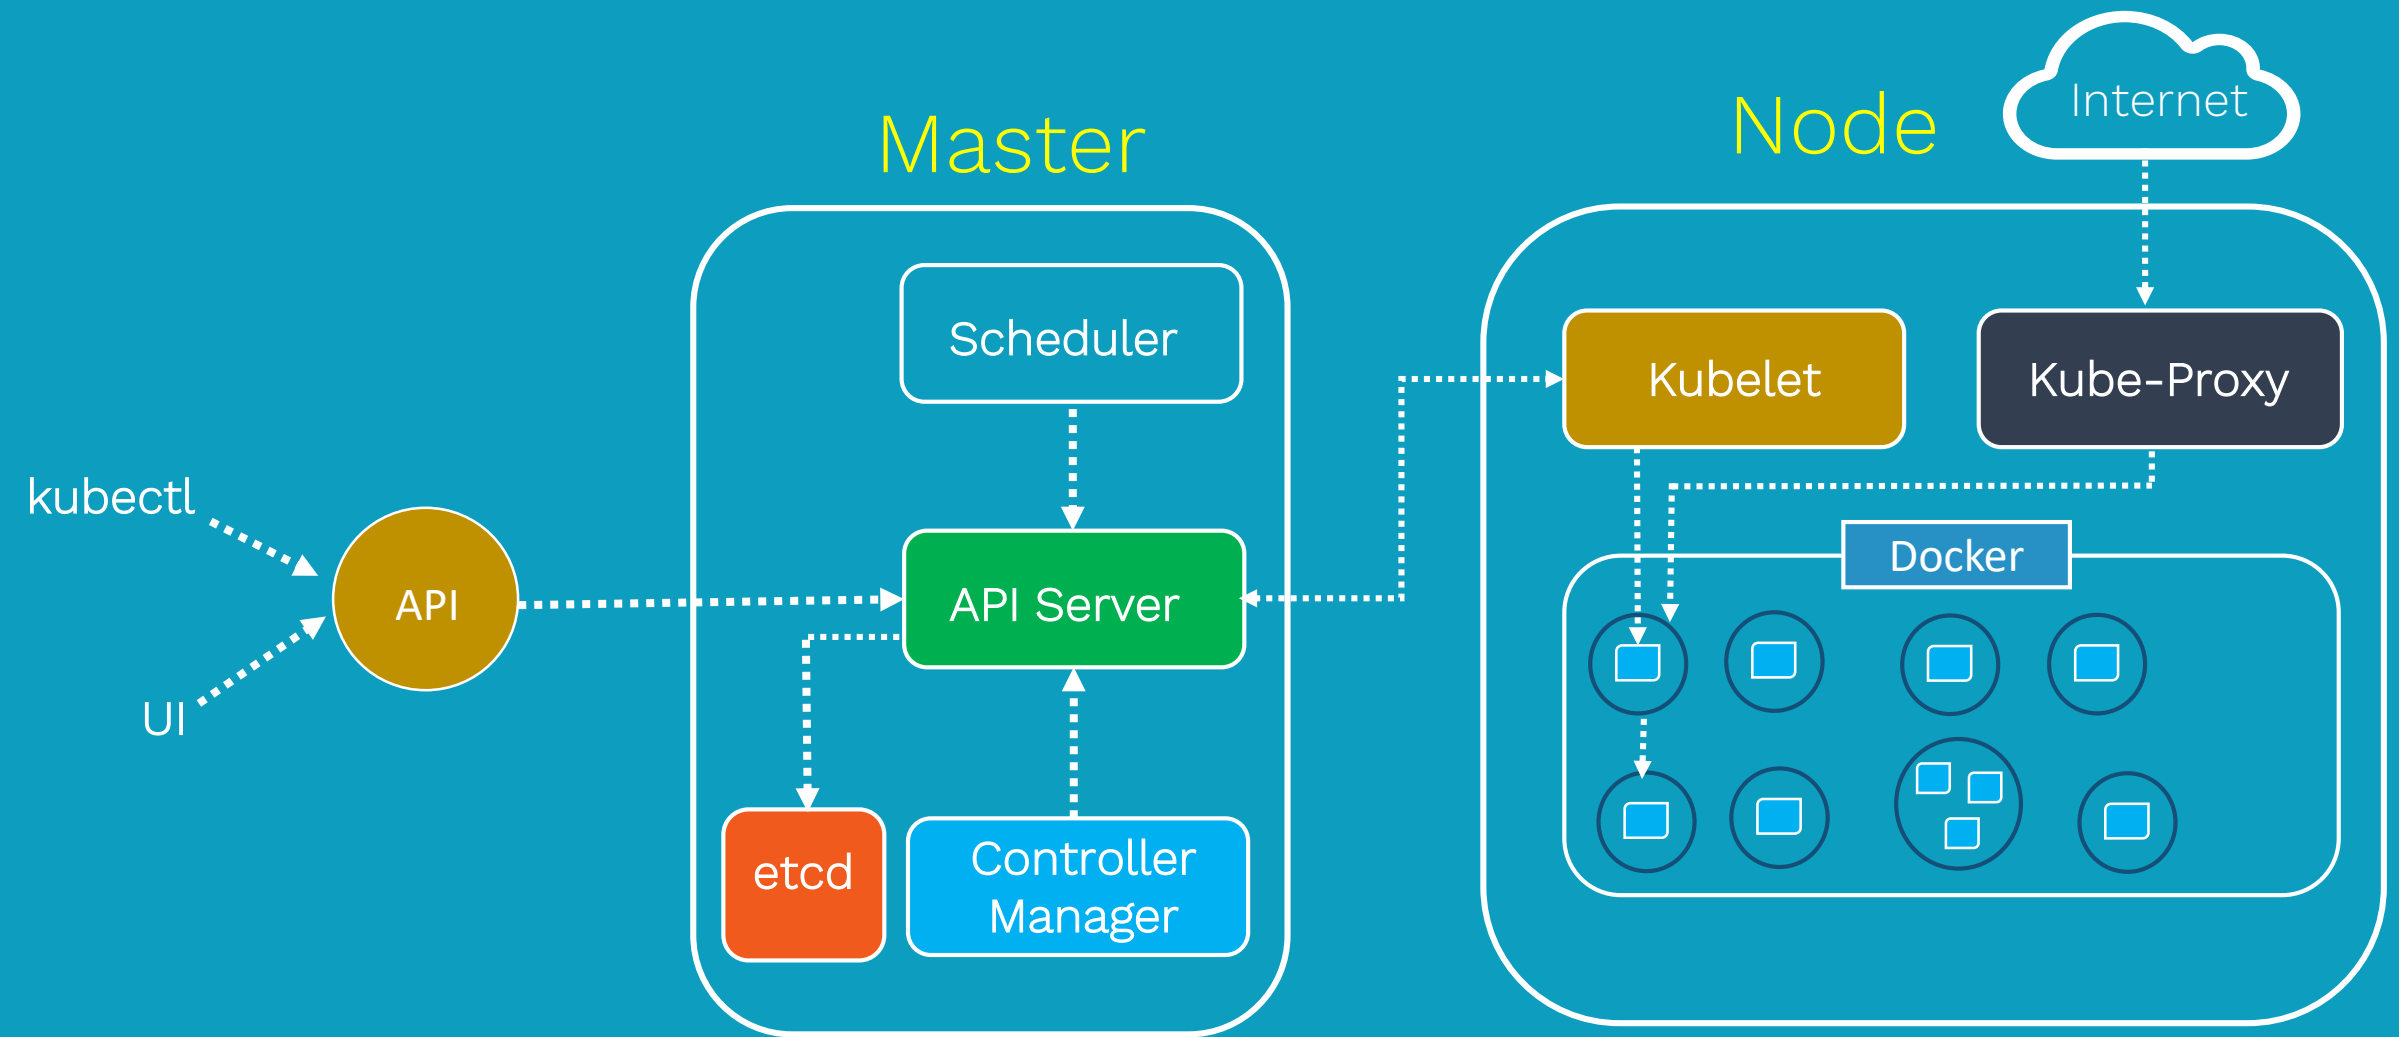 Internet
Node
Master
Scheduler
Kubelet
Kube-Proxy
kubectl
Docker
API
API Server
UI
etcd
Controller
Manager